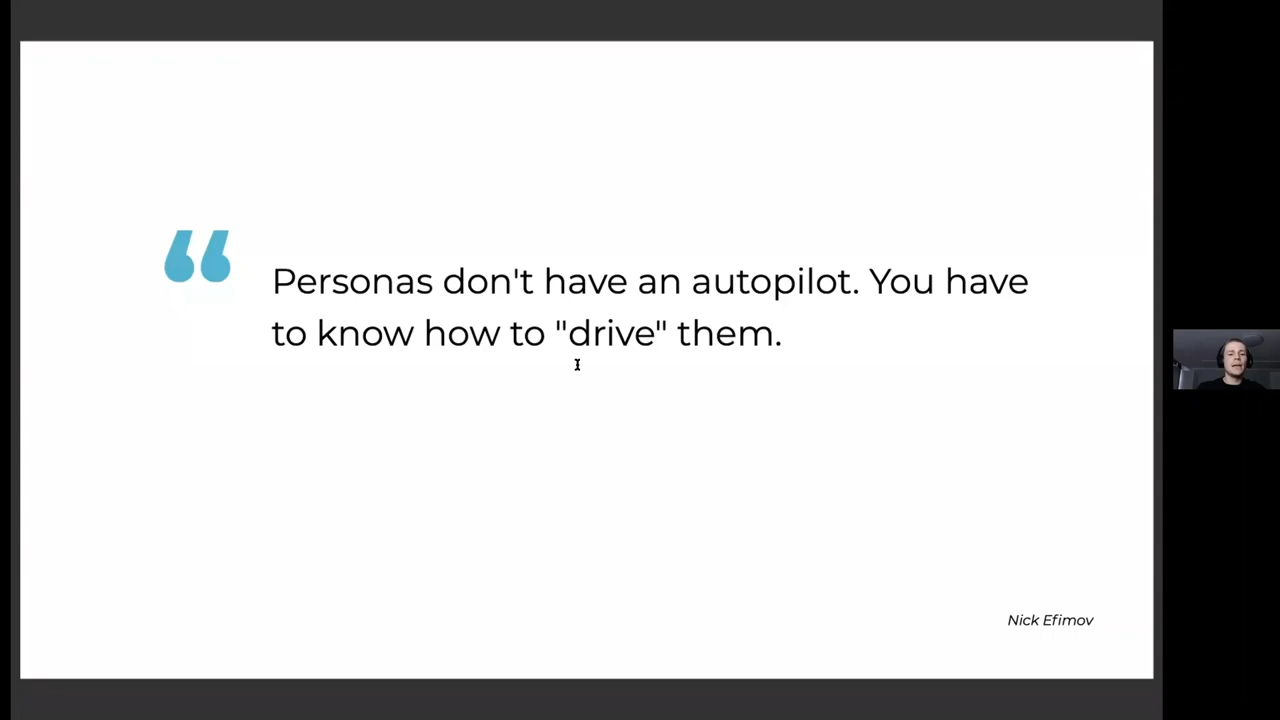 “
Personas don't have an autopilot. You have
to know how to "drive" them.
Nick Efimov